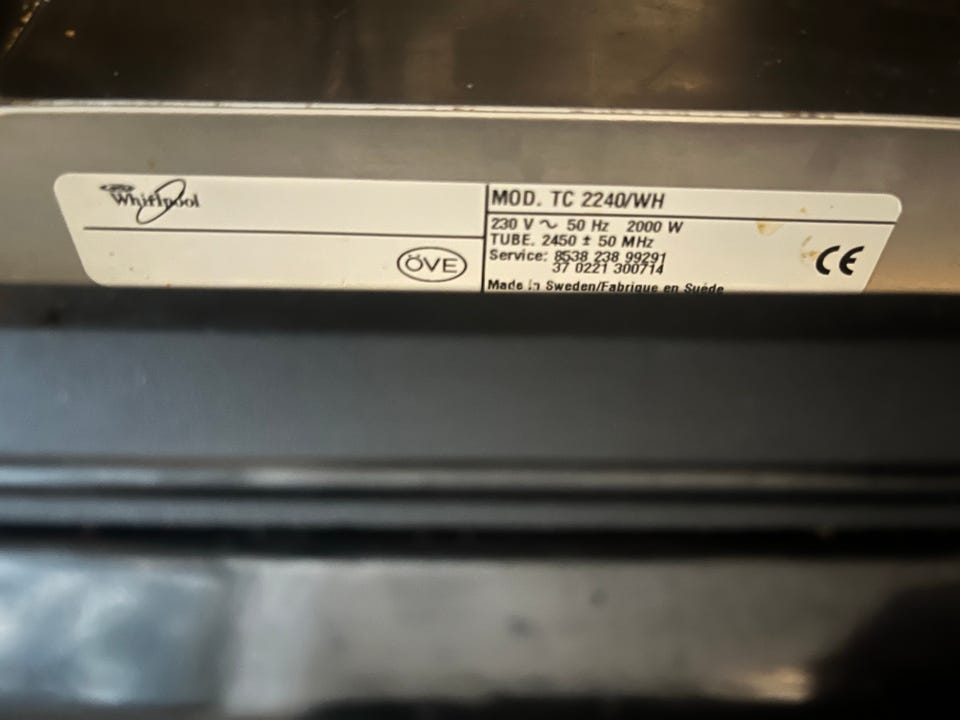 Whirlpool
ÖVE
MOD. TC 2240/WH
230 V ~ 50 Hz 2000 W
TUBE. 2450 ± 50 MHz
Service: 8538 238 99291
37 0221 300714
Made in Sweden/Fabrique en Suéde
CE